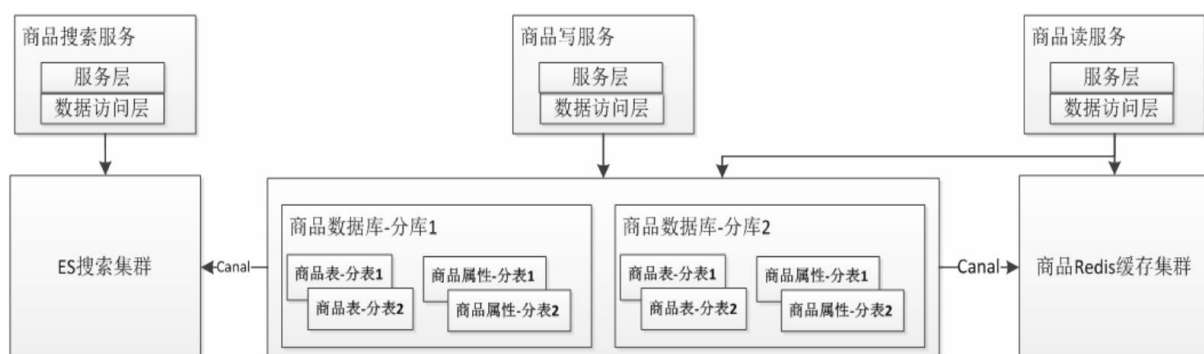 商品搜索服务
服务层
数据访问层
商品写服务
服务层
数据访问层
商品读服务
服务层
数据访问层
ES搜索集群
Canal
商品数据库-分库1
商品表-分表1
商品表-分表2
商品属性-分表1
商品属性-分表2
商品数据库-分库2
商品表-分表1
商品表-分表2
商品属性-分表1
商品属性-分表2
Canal
商品Redis缓存集群